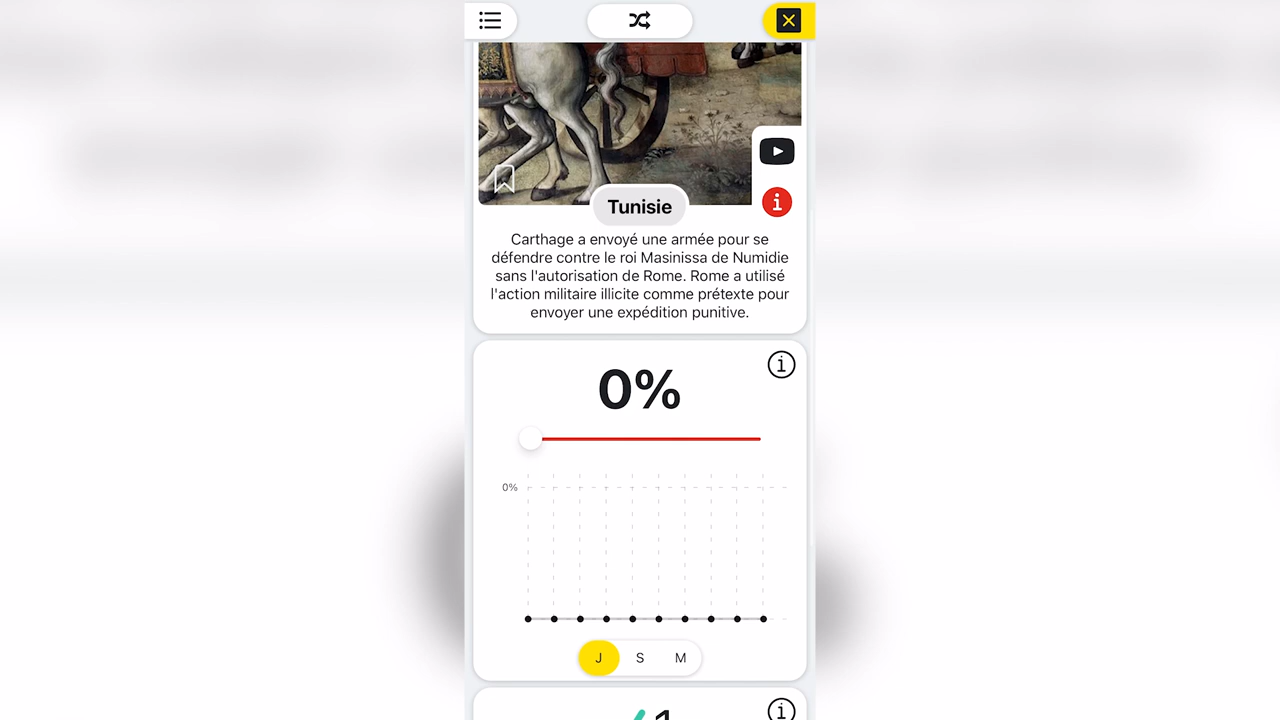 Tunisie
Carthage a envoyé une armée pour se
défendre contre le roi Masinissa de Numidie
sans l'autorisation de Rome. Rome a utilisé
l'action militaire illicite comme prétexte pour
envoyer une expédition punitive.
0%
0%
J S M
1